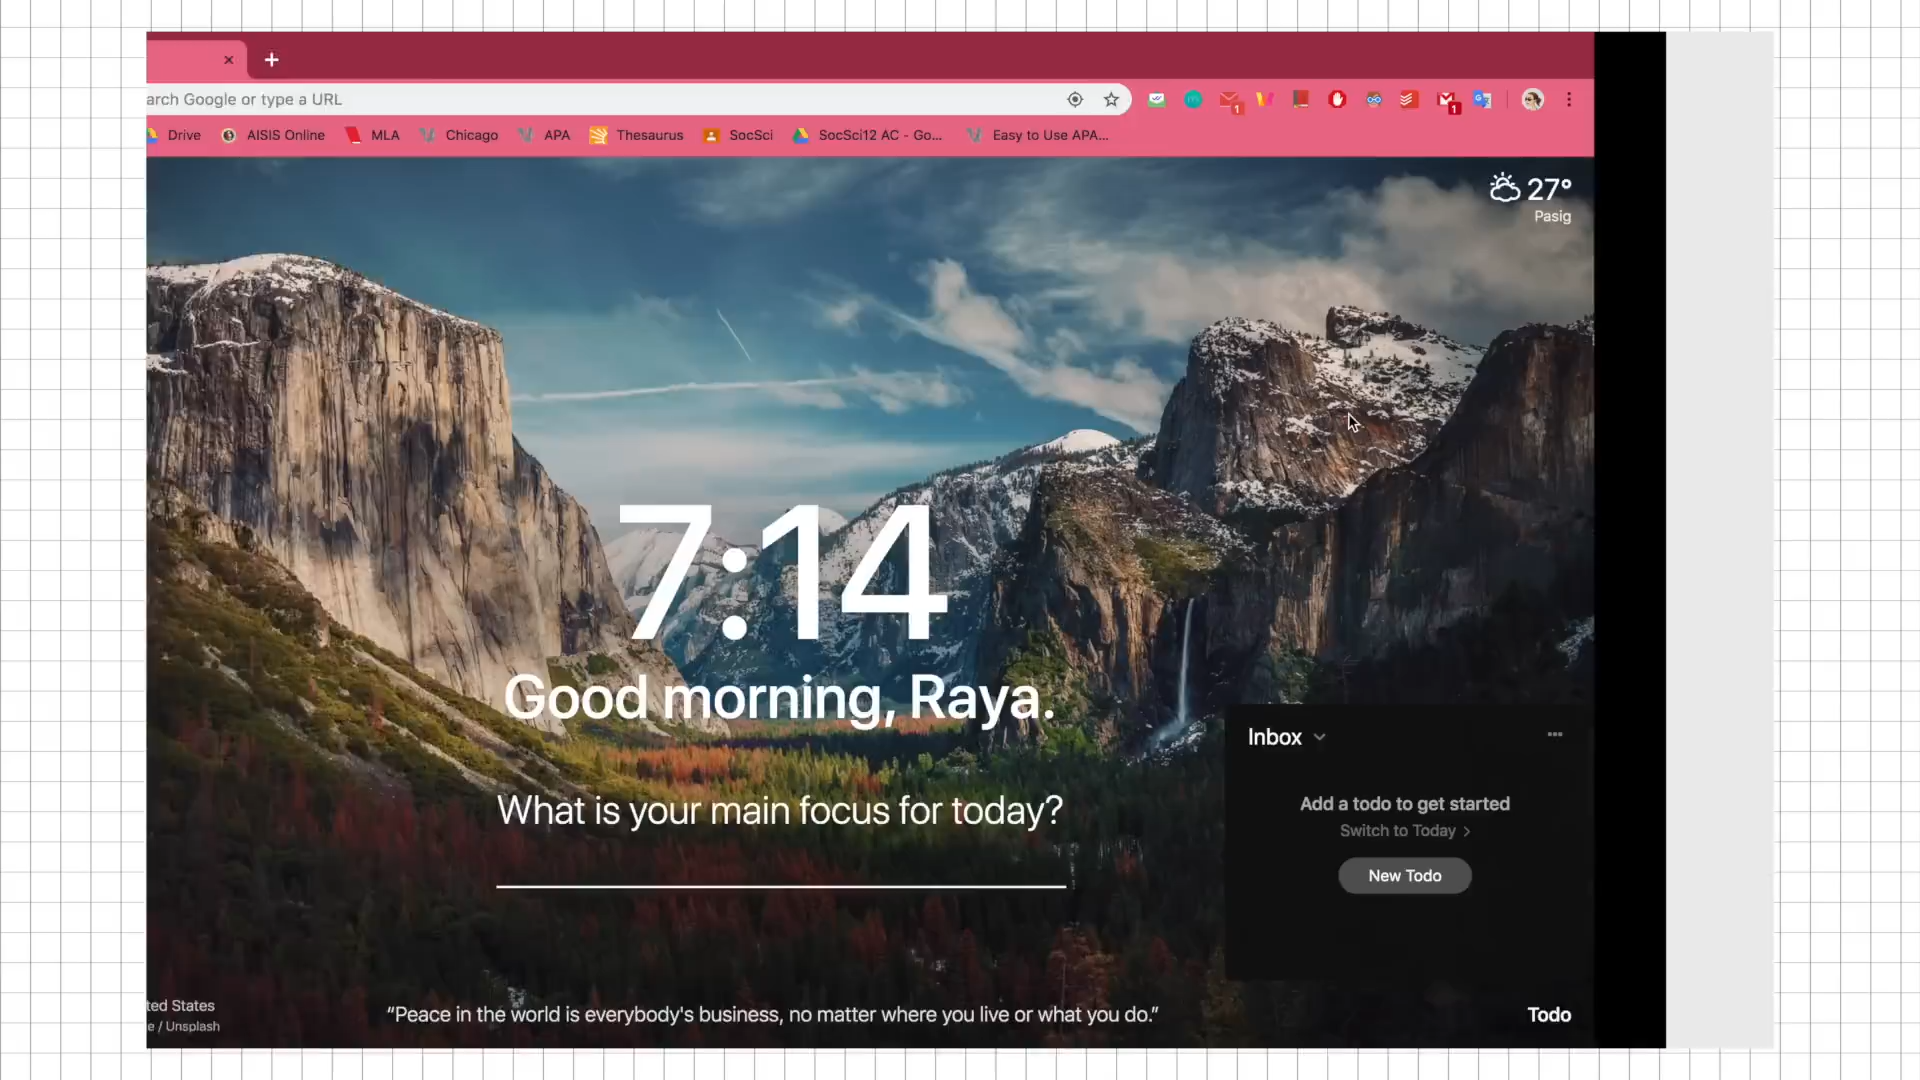 arch Google or type a URL
1
1
Drive
AISIS Online
MLA
Chicago
APA
Thesaurus
SocSci
SocSci12 AC - Go...
Easy to Use APA...
27°
Pasig
7:14
Good morning, Raya.
What is your main focus for today?
Inbox
Add a todo to get started
Switch to Today >
New Todo
ted States
e / Unsplash
“Peace in the world is everybody's business, no matter where you live or what you do.”
Todo